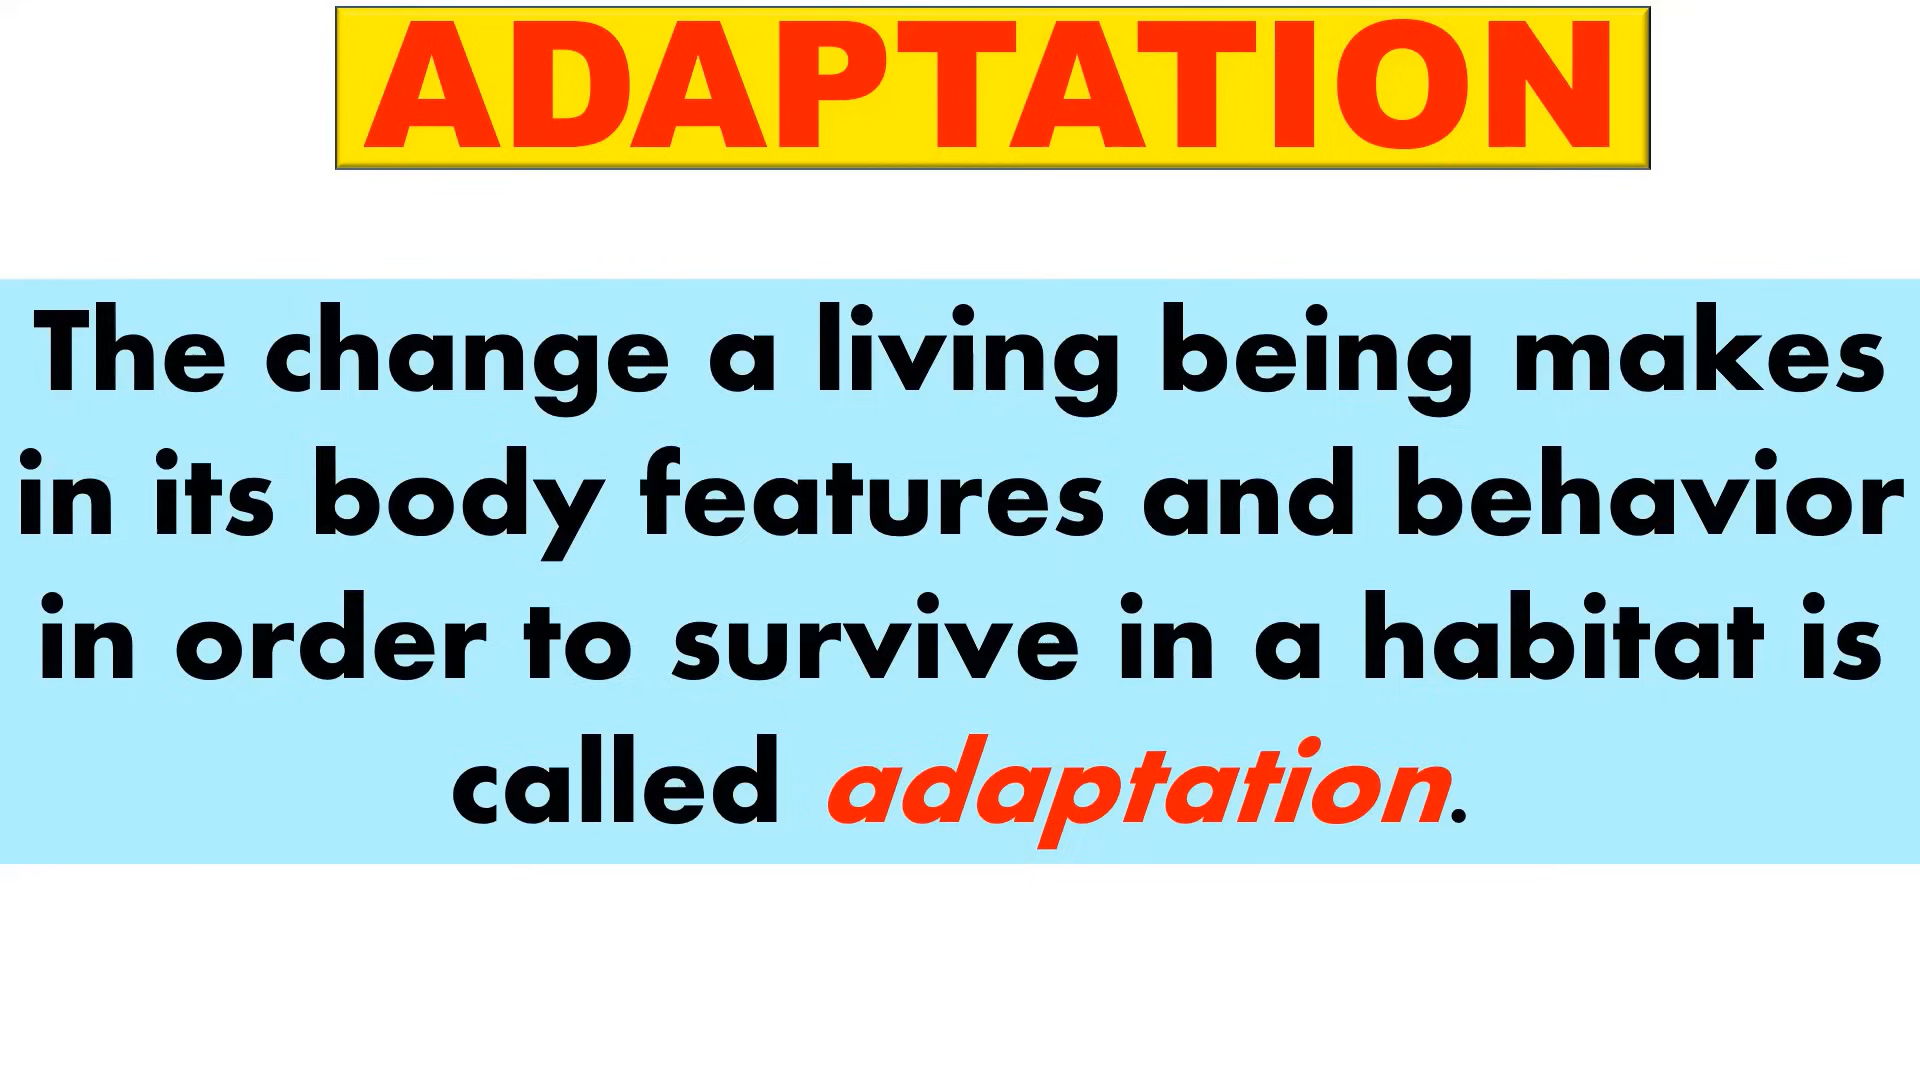 ADAPTATION
The change a living being makes
in its body features and behavior
in order to survive in a habitat is
called adaptation.